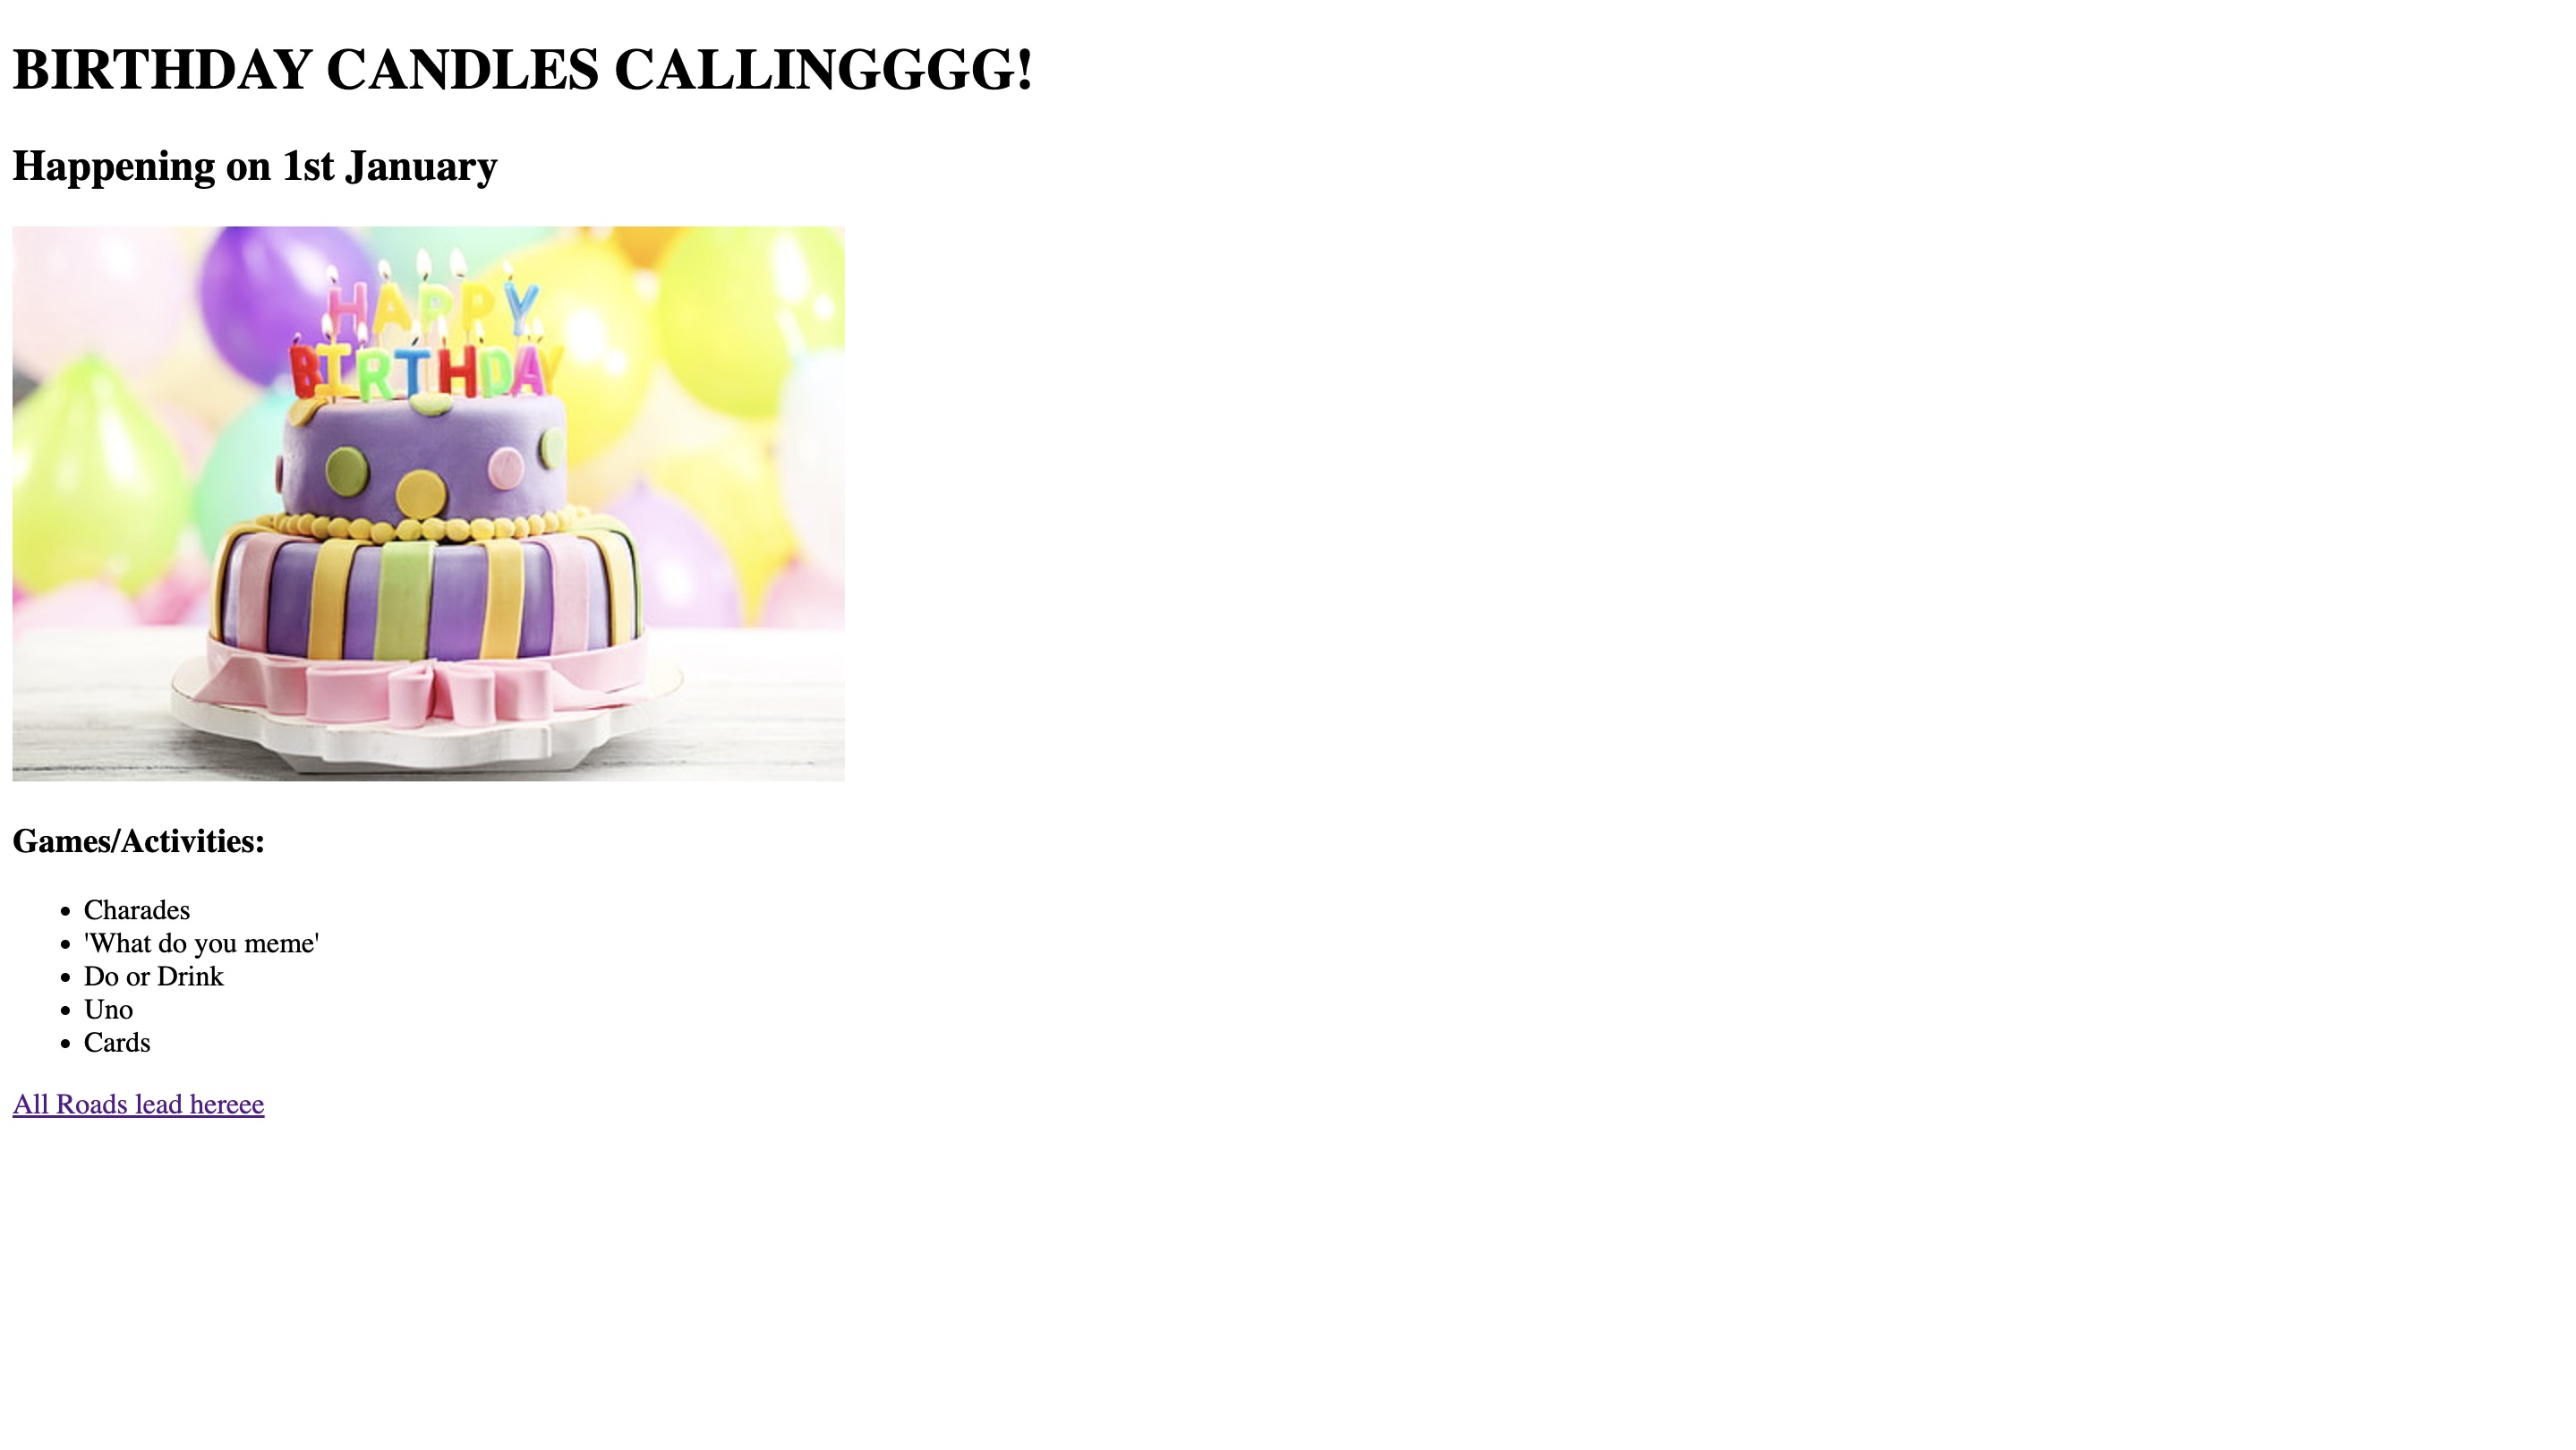 BIRTHDAY CANDLES CALLINGGGG!
Happening on 1st January
HAPPY
BIRTHDAY
Games/Activities:
Charades
'What do you meme'
Do or Drink
Uno
Cards
All Roads lead hereee